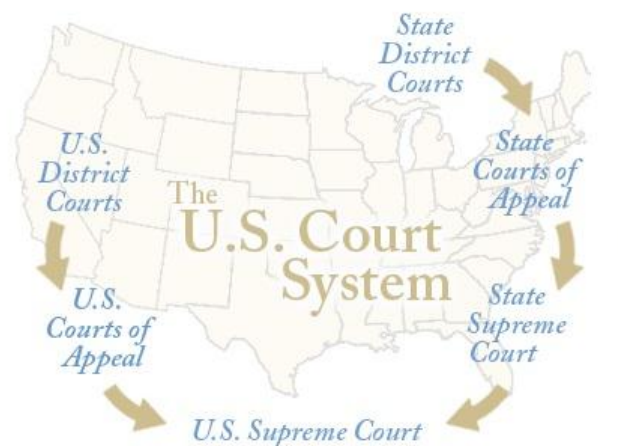 State
District
Courts
State
Courts of
Appeal
U.S.
District
Courts
The
U.S. Court
System
U.S.
Courts of
Appeal
State
Supreme
Court
U.S. Supreme Court